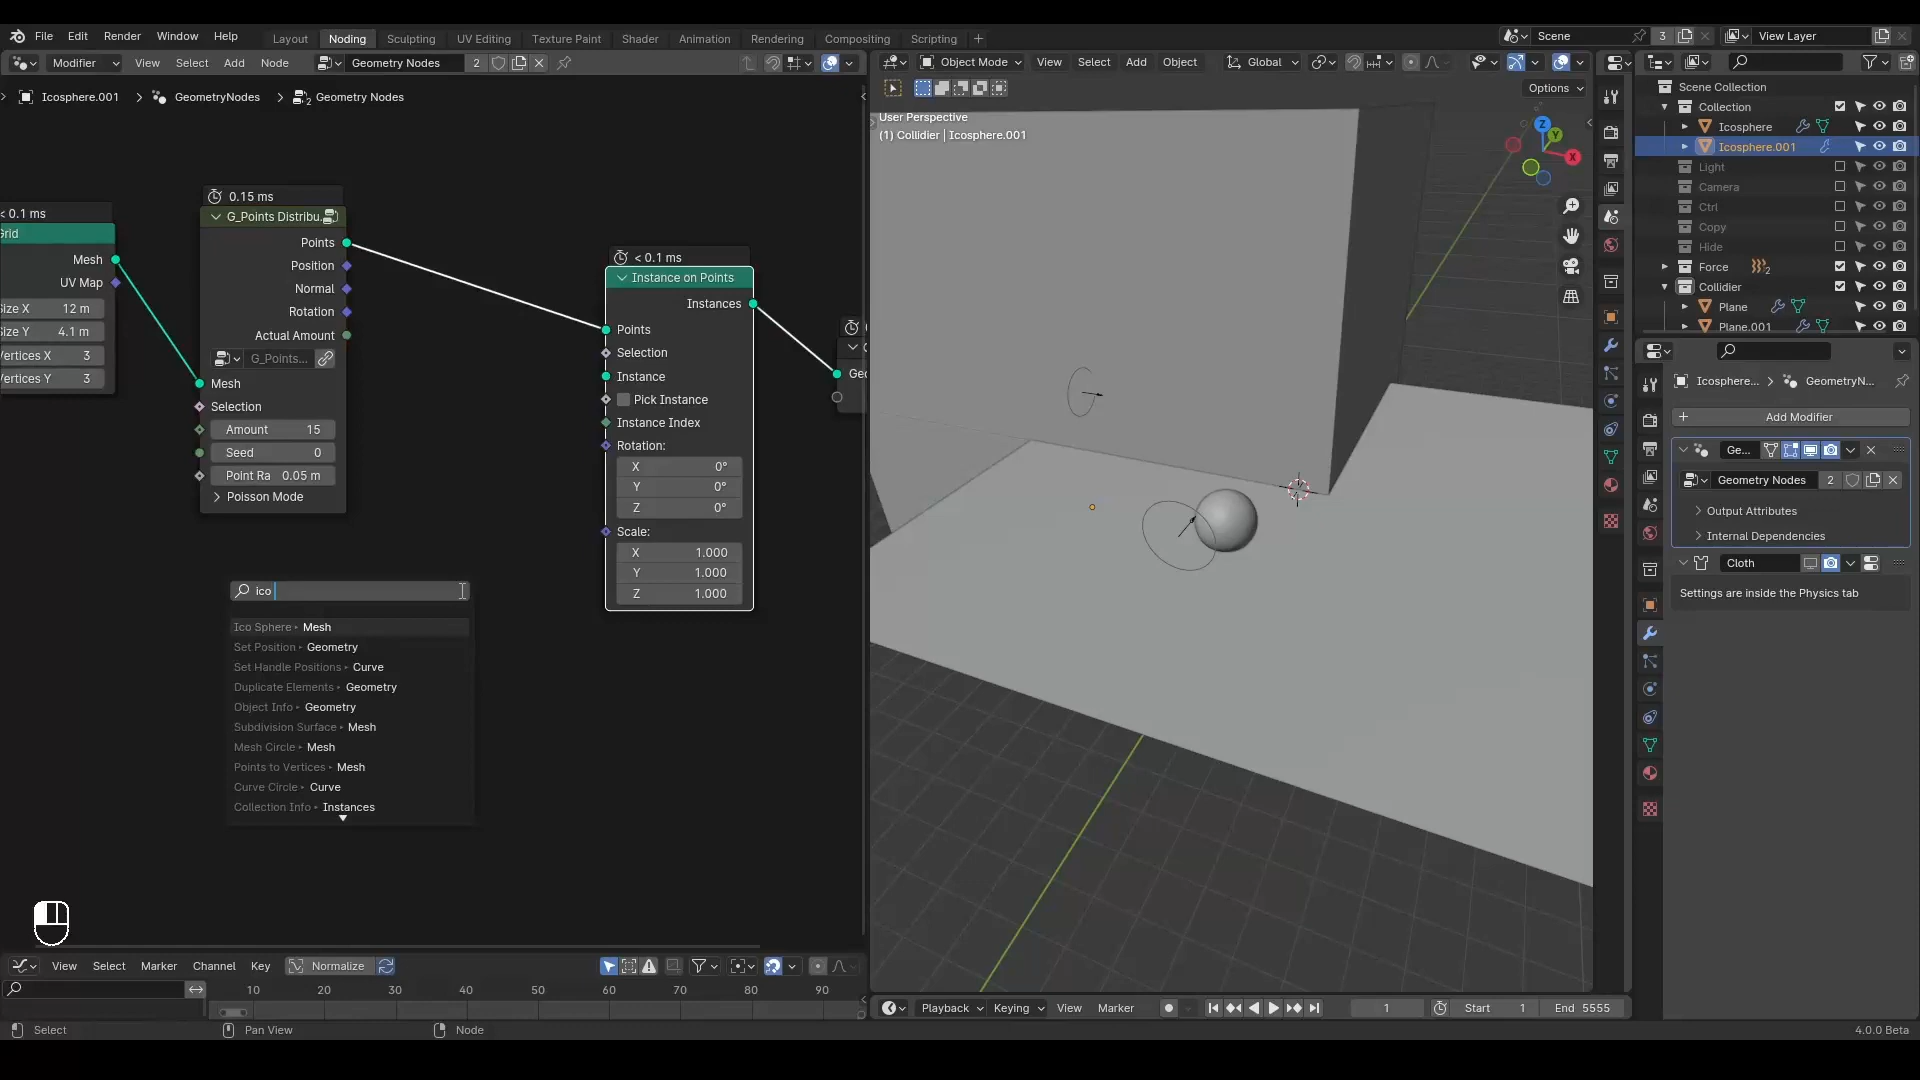 File Edit Render Window Help
Layout Noding Sculpting UV Editing Texture Paint Shader Animation Rendering Compositing Scripting +
Scene 3 View Layer
Modifier View Select Add Node Geometry Nodes 2
Icosphere.001 > GeometryNodes > Geometry Nodes
< 0.1 ms
Mesh
UV Map
12 m
4.1 m
3
3
0.15 ms
G_Points Distribu.
Points
Position
Normal
Rotation
Actual Amount
G_Points...
Mesh
Selection
Amount 15
Seed 0
Point Ra 0.05 m
Poisson Mode
< 0.1 ms
Instance on Points
Instances
Points
Selection
Instance
Pick Instance
Instance Index
Rotation:
X 0°
Y 0°
Z 0°
Scale:
X 1.000
Y 1.000
Z 1.000
ico
Ico Sphere ▸ Mesh
Set Position ▸ Geometry
Set Handle Positions ▸ Curve
Duplicate Elements ▸ Geometry
Object Info ▸ Geometry
Subdivision Surface ▸ Mesh
Mesh Circle ▸ Mesh
Points to Vertices ▸ Mesh
Curve Circle ▸ Curve
Collection Info ▸ Instances
Object Mode View Select Add Object Global
Options
User Perspective
(1) Collidier | Icosphere.001
Z
Y
X
Scene Collection
Collection
Icosphere
Icosphere.001
Light
Camera
Ctrl
Copy
Hide
Force 2
Collidier
Plane
Plane.001
Icosphere... > GeometryN...
+ Add Modifier
Ge...
Geometry Nodes 2
Output Attributes
Internal Dependencies
Cloth
Settings are inside the Physics tab
View Select Marker Channel Key Normalize
10 20 30 40 50 60 70 80 90
Playback Keying View Marker 1 Start 1 End 5555
Select Pan View Node
4.0.0 Beta